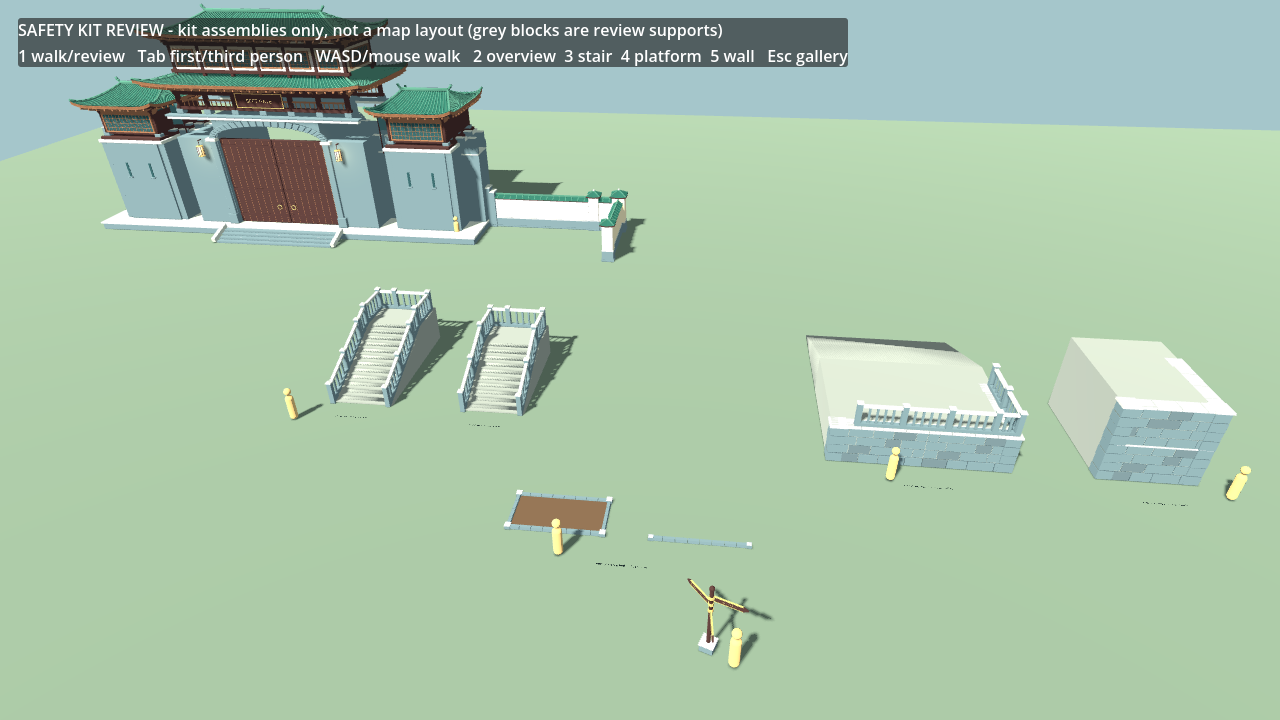 SAFETY KIT REVIEW - kit assemblies only, not a map layout (grey blocks are review supports)
1 walk/review   Tab first/third person   WASD/mouse walk   2 overview  3 stair  4 platform  5 wall   Esc gallery